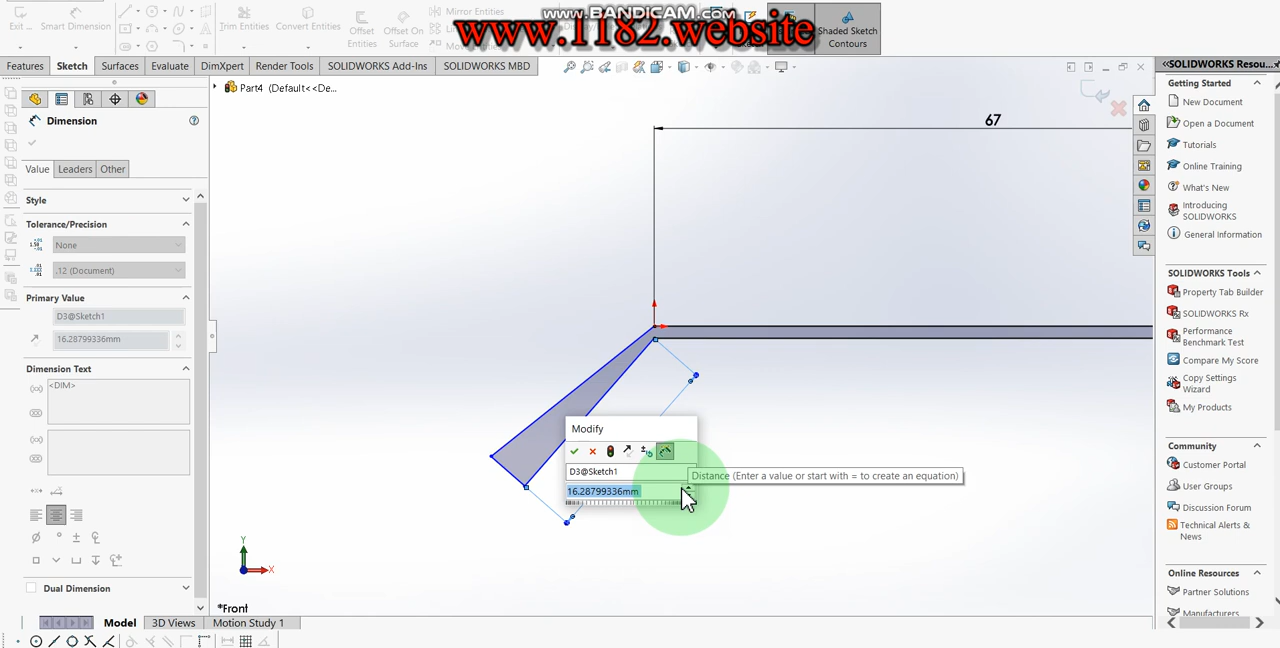 www.BANDICAM.COM
www.1182.website
Exit ...
Smart Dimension
Trim Entities
Convert Entities
Offset Entities
Offset On Surface
Mirror Entities
Shaded Sketch Contours
Features
Sketch
Surfaces
Evaluate
DimXpert
Render Tools
SOLIDWORKS Add-Ins
SOLIDWORKS MBD
Part4 (Default<<De...
Dimension
Value
Leaders
Other
Style
Tolerance/Precision
None
.12 (Document)
Primary Value
D3@Sketch1
16.28799336mm
Dimension Text
<DIM>
Dual Dimension
67
Modify
D3@Sketch1
16.28799336mm
Distance (Enter a value or start with = to create an equation)
Y
X
*Front
Model
3D Views
Motion Study 1
SOLIDWORKS Resou...
Getting Started
New Document
Open a Document
Tutorials
Online Training
What's New
Introducing SOLIDWORKS
General Information
SOLIDWORKS Tools
Property Tab Builder
SOLIDWORKS Rx
Performance Benchmark Test
Compare My Score
Copy Settings Wizard
My Products
Community
Customer Portal
User Groups
Discussion Forum
Technical Alerts & News
Online Resources
Partner Solutions
Manufacturers